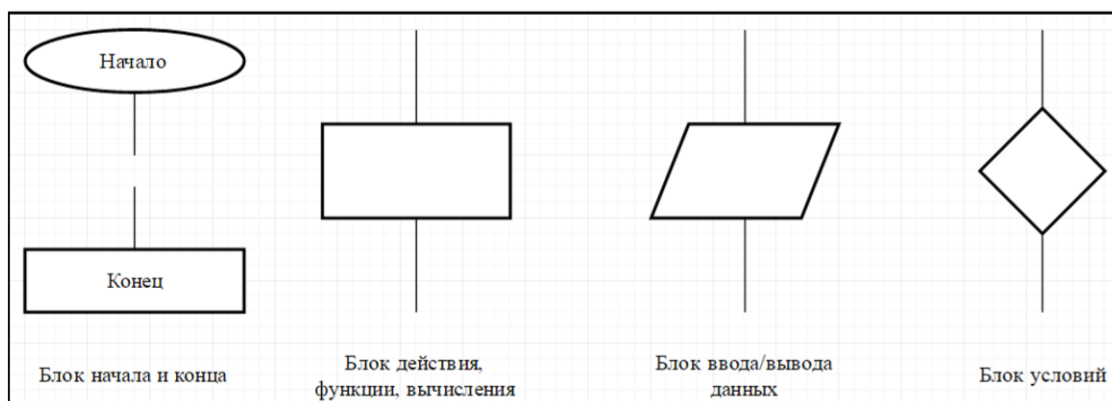 Начало
Конец
Блок начала и конца
Блок действия,
функции, вычисления
Блок ввода/вывода
данных
Блок условий